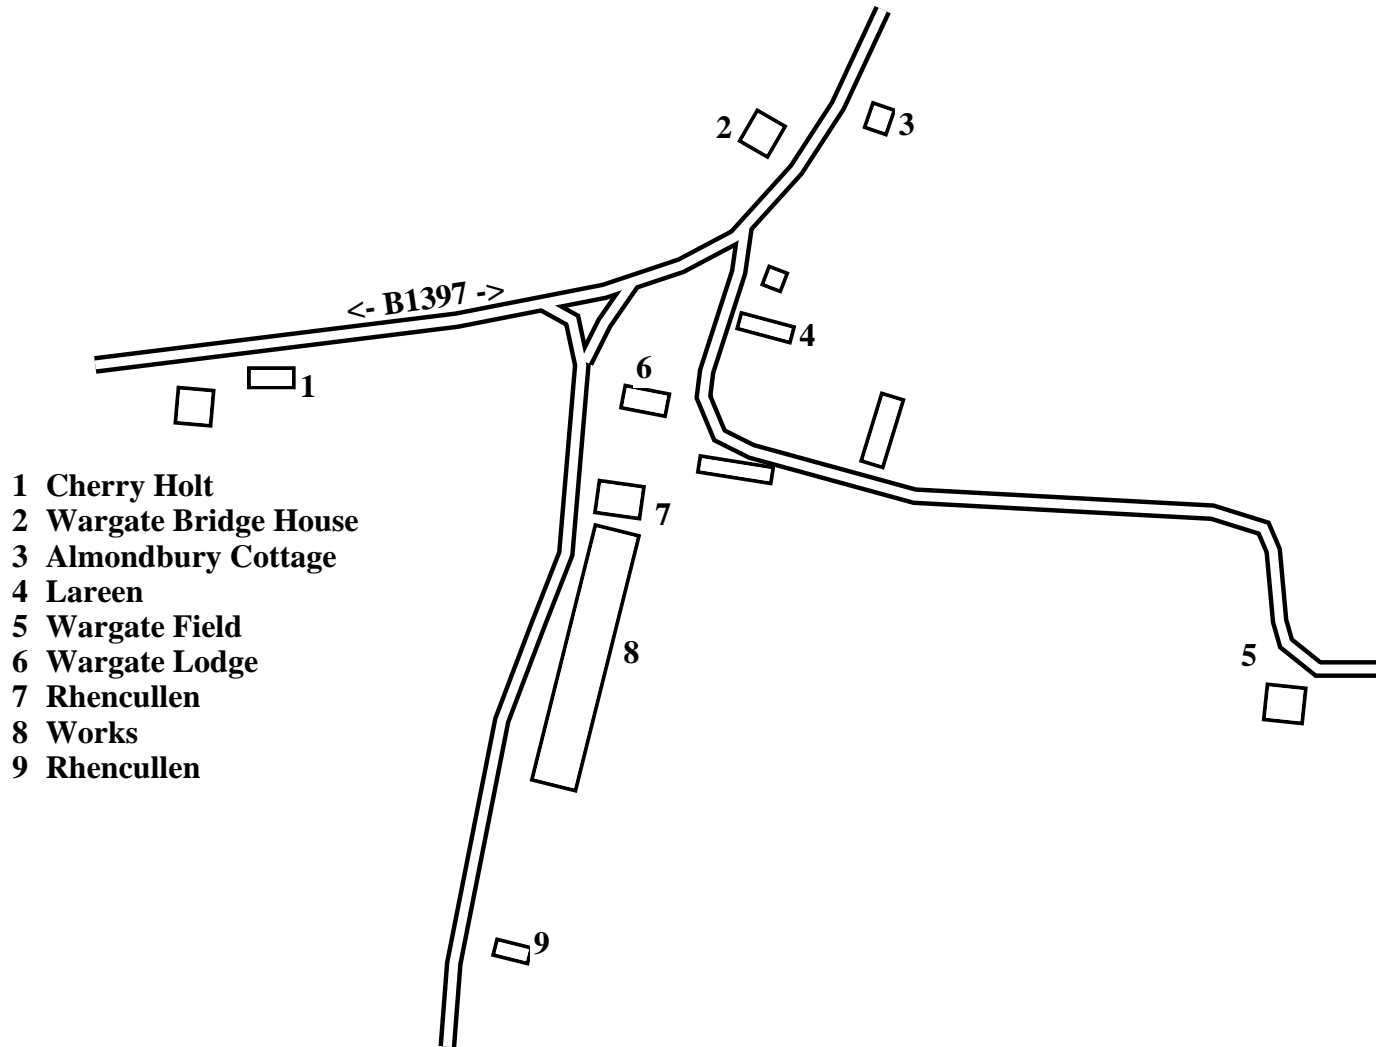 2
3
<- B1397 ->
4
6
1
1 Cherry Holt
2 Wargate Bridge House
3 Almondbury Cottage
4 Lareen
5 Wargate Field
6 Wargate Lodge
7 Rhencullen
8 Works
9 Rhencullen
7
8
5
9